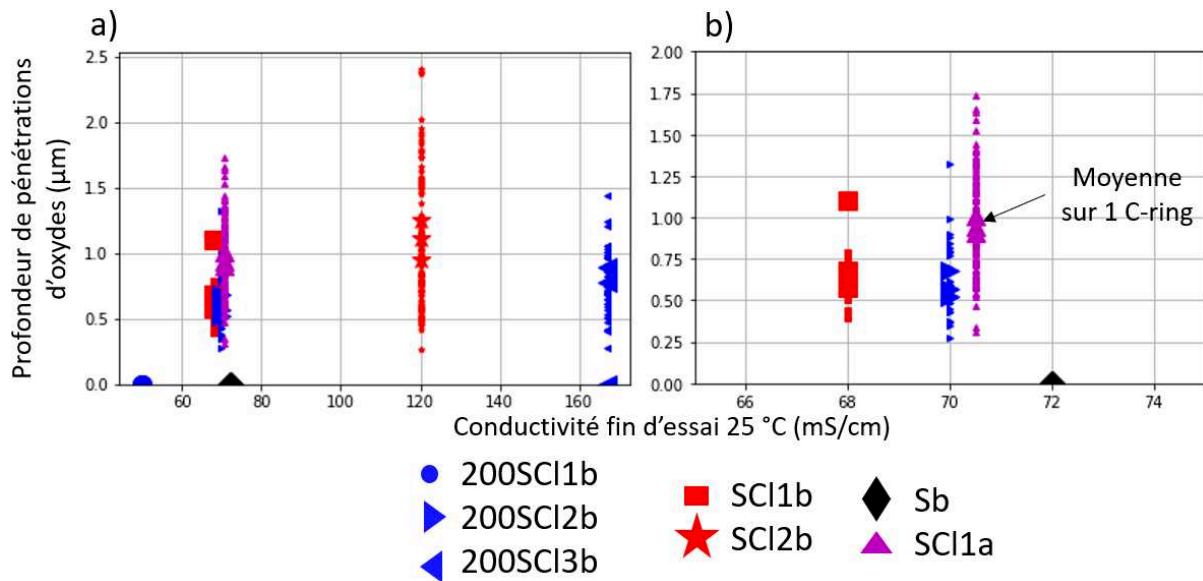 a)
b)
Profondeur de pénétrations
d'oxydes (µm)
2.5
2.0
1.5
1.0
0.5
0.0
60
80
100
120
140
160
2.00
1.75
1.50
1.25
1.00
0.75
0.50
0.25
0.00
66
68
70
72
74
Moyenne
sur 1 C-ring
Conductivité fin d'essai 25 °C (mS/cm)
200SCl1b
200SCl2b
200SCl3b
SCl1b
SCl2b
Sb
SCl1a